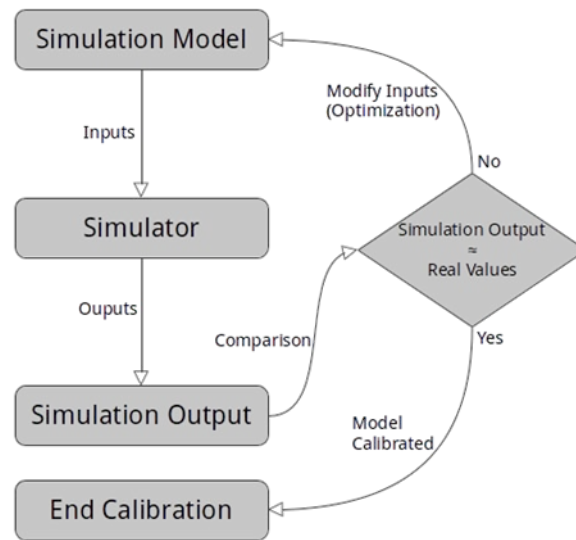 Simulation Model
Modify Inputs
(Optimization)
Inputs
No
Simulator
Simulation Output
≈
Real Values
Ouputs
Comparison
Yes
Simulation Output
Model
Calibrated
End Calibration